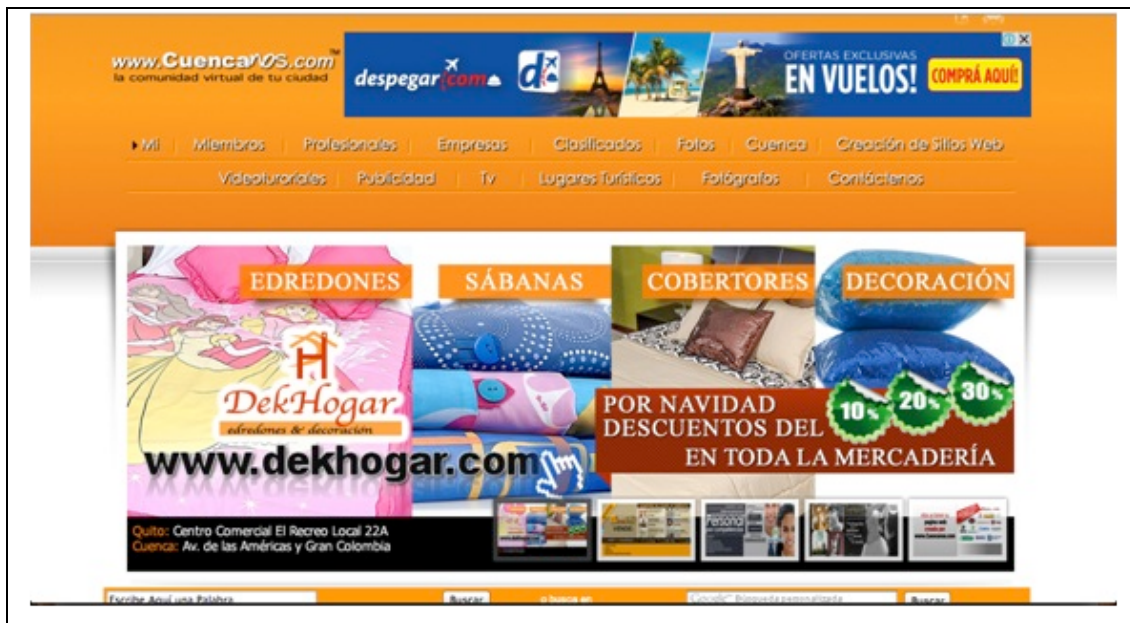 www.Cuencanos.com™
la comunidad virtual de tu ciudad
despegar.com
OFERTAS EXCLUSIVAS
EN VUELOS!
COMPRÁ AQUÍ!
Mi | Miembros | Profesionales | Empresas | Clasificados | Fotos | Cuenca | Creación de Sitios Web
Videotutoriales | Publicidad | Tv | Lugares Turísticos | Fotógrafos | Contáctenos
EDREDONES
SÁBANAS
COBERTORES
DECORACIÓN
DekHogar
edredones & decoración
www.dekhogar.com
POR NAVIDAD
DESCUENTOS DEL
10% 20% 30%
EN TODA LA MERCADERÍA
Quito: Centro Comercial El Recreo Local 22A
Cuenca: Av. de las Américas y Gran Colombia
Escribe Aquí una Palabra
Buscar
o busca en
Google™ Búsqueda personalizada
Buscar